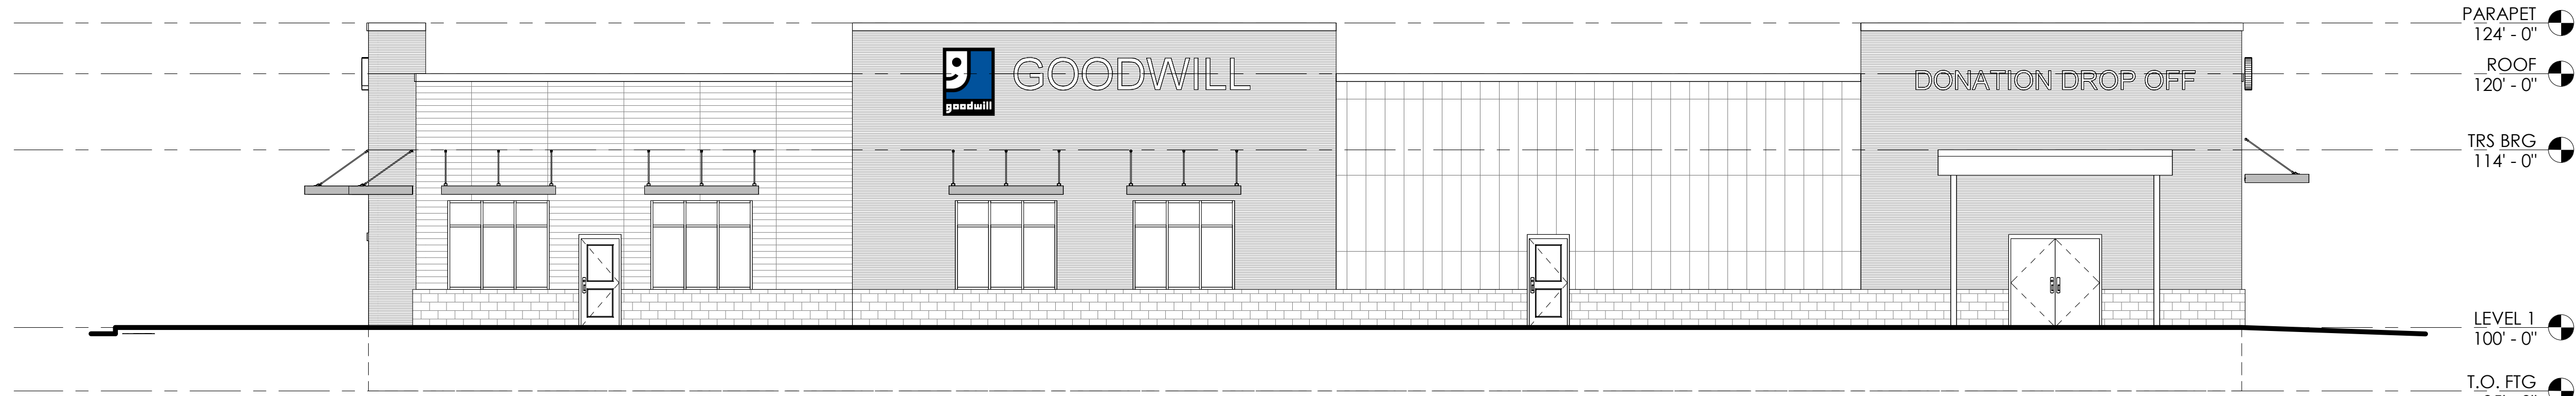 PARAPET
124' - 0"
GOODWILL
goodwill
ROOF
120' - 0"
DONATION DROP OFF
TRS BRG
114' - 0"
LEVEL 1
100' - 0"
T.O. FTG